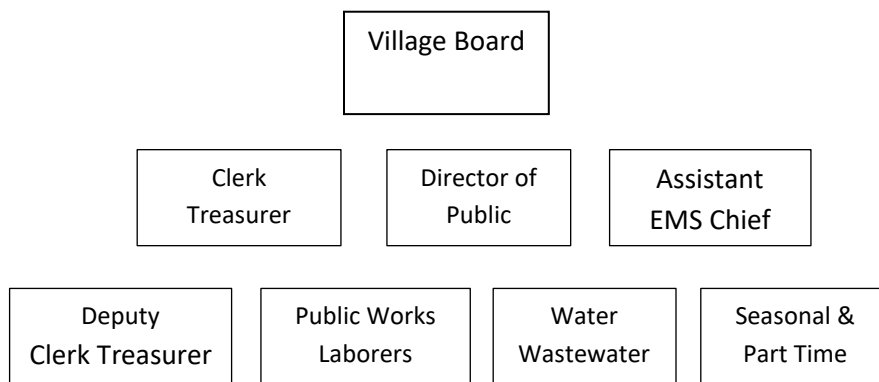 Village Board
Clerk
Treasurer
Director of
Public
Assistant
EMS Chief
Deputy
Clerk Treasurer
Public Works
Laborers
Water
Wastewater
Seasonal &
Part Time